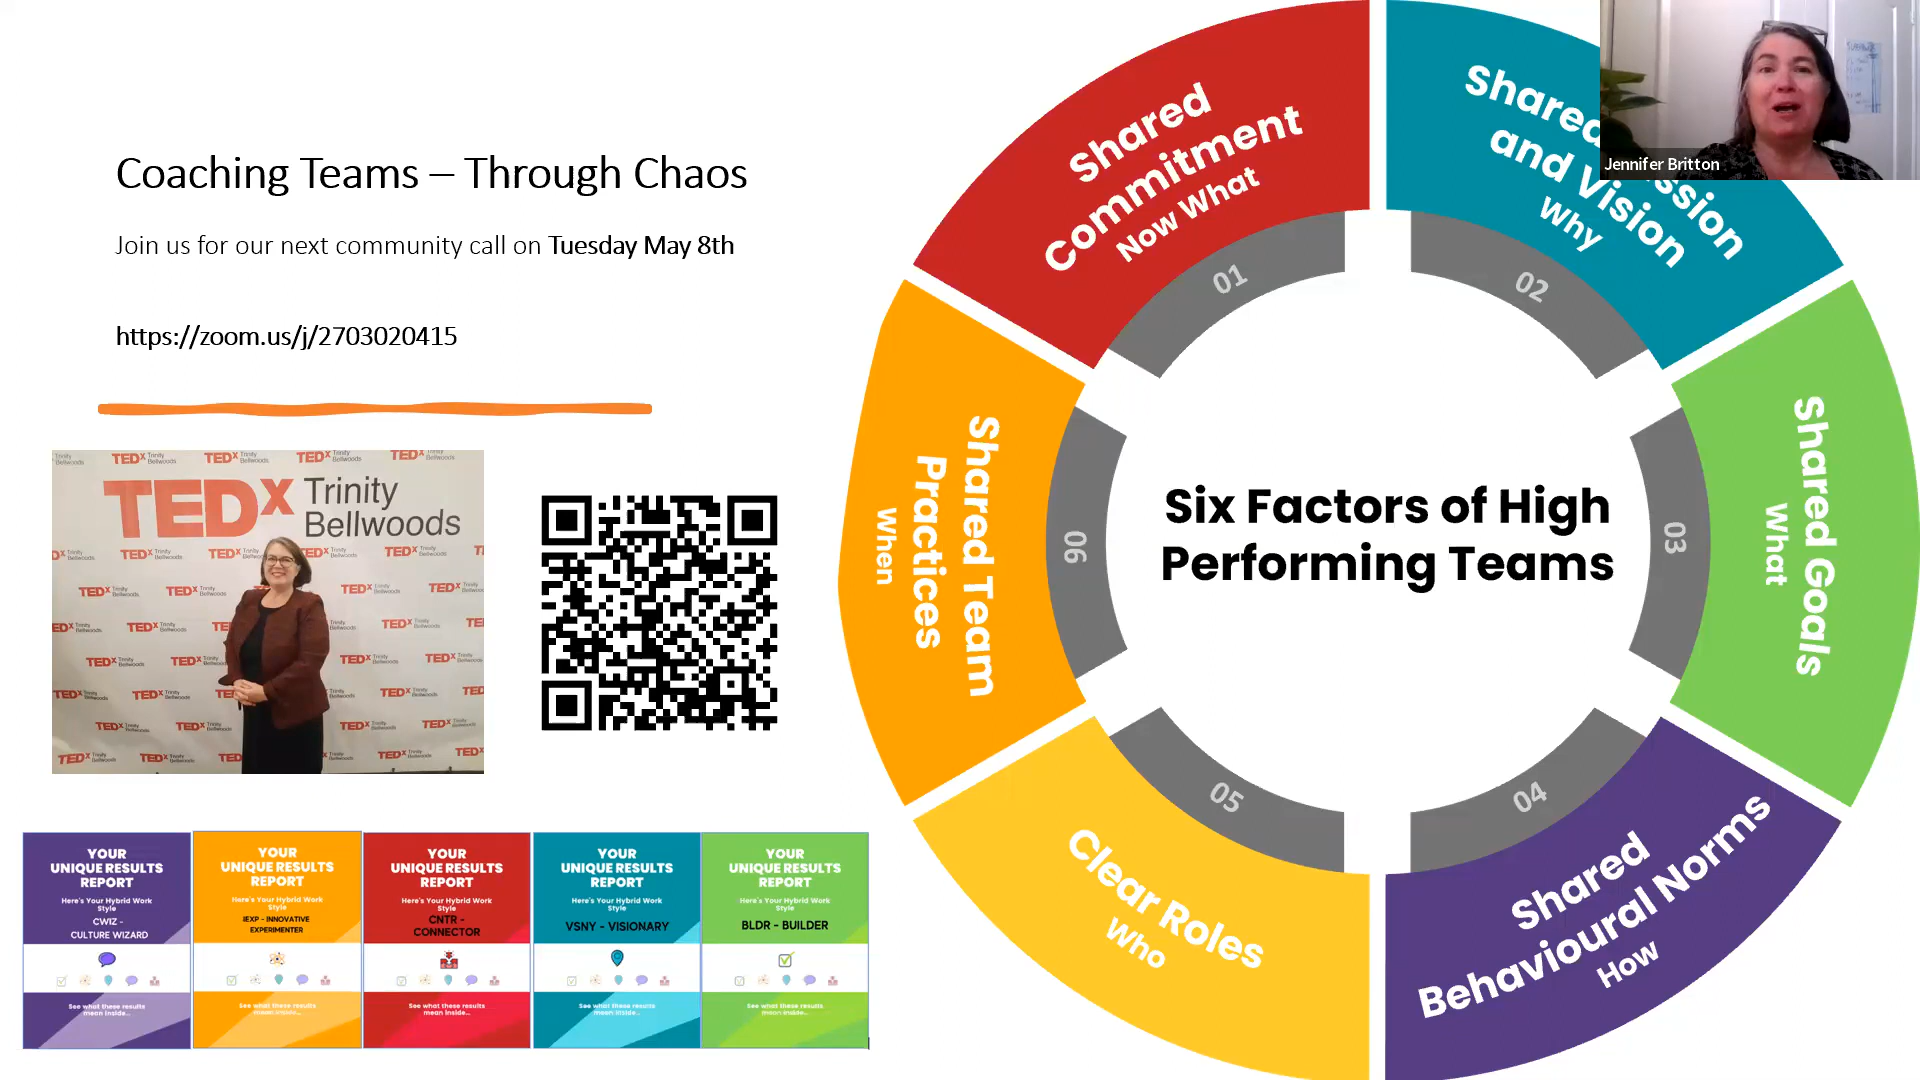 Coaching Teams – Through Chaos
Join us for our next community call on Tuesday May 8th
https://zoom.us/j/2703020415
TEDx Trinity
Bellwoods
YOUR
UNIQUE RESULTS
REPORT
Here's Your Hybrid Work
Style
CWIZ -
CULTURE WIZARD
See what these results
mean inside...
YOUR
UNIQUE RESULTS
REPORT
Here's Your Hybrid Work
Style
IEXP - INNOVATIVE
EXPERIMENTER
See what these results
mean inside...
YOUR
UNIQUE RESULTS
REPORT
Here's Your Hybrid Work
Style
CNTR -
CONNECTOR
See what these results
mean inside...
YOUR
UNIQUE RESULTS
REPORT
Here's Your Hybrid Work
Style
VSNY - VISIONARY
See what these results
mean inside...
YOUR
UNIQUE RESULTS
REPORT
Here's Your Hybrid Work
Style
BLDR - BUILDER
See what these results
mean inside...
Six Factors of High
Performing Teams
Shared
Commitment
Now What
01
Shared
and Vision
Why
02
Shared Goals
What
03
Shared
Behavioural Norms
How
04
Clear Roles
Who
05
Shared Team
Practices
When
06
Jennifer Britton